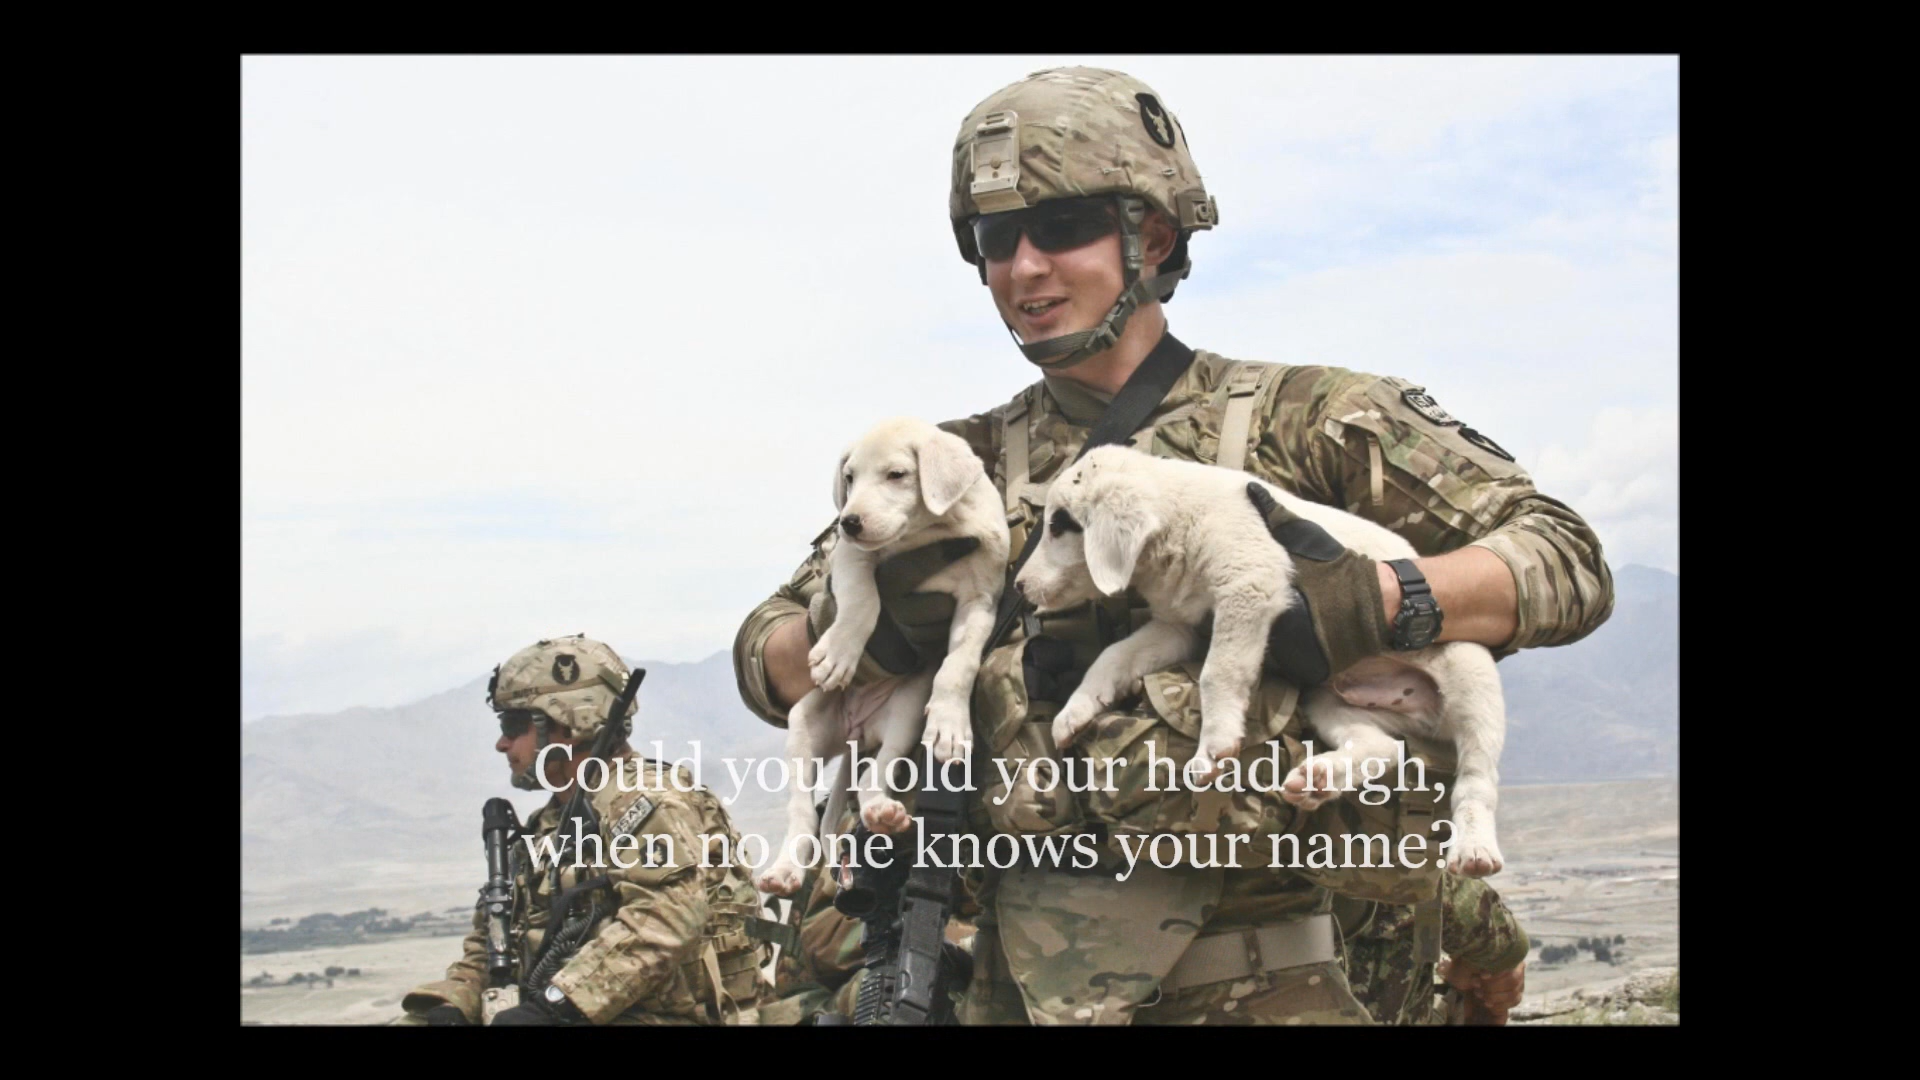 Could you hold your head high,
when no one knows your name?